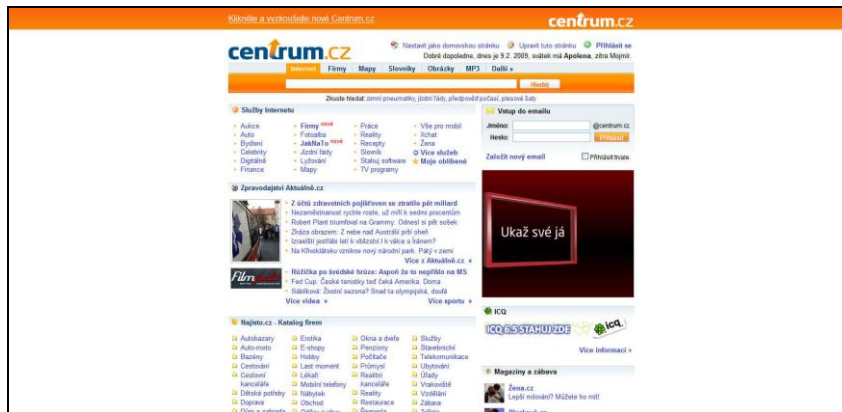 Klikněte a vyzkoušejte nové Centrum.cz
centrum.cz
centrum.cz
Nastavit jako domovskou stránku Upravit tuto stránku Přihlásit se
Dobré dopoledne, dnes je 9.2. 2009, svátek má Apolena, zítra Mojmír.
Internet Firmy Mapy Slovníky Obrázky MP3 Další »
Hledej
Zkuste hledat: zimní pneumatiky, jízdní řády, předpověď počasí, plesové šaty
Služby Internetu
Aukce
Auto
Bydlení
Celebrity
Digitálně
Finance
Firmy nové
Fotoalba
JakNaTo nové
Jízdní řády
Lyžování
Mapy
Práce
Reality
Recepty
Slovník
Stahuj software
TV programy
Vše pro mobil
Xchat
Žena
Více služeb
Moje oblíbené
Vstup do emailu
Jméno: @centrum.cz
Heslo: Přihlásit
Založit nový email Přihlásit trvale
Zpravodajství Aktuálně.cz
Z účtů zdravotních pojišťoven se ztratilo pět miliard
Nezaměstnanost rychle roste, už míří k sedmi procentům
Robert Plant triumfoval na Grammy. Odnesl si pět sošek
Zkáza obrazem: Z nebe nad Austrálií prší oheň
Izraelští jestřábi letí k vítězství i k válce s Íránem?
Na Křivoklátsku vznikne nový národní park. Pátý v zemi
Více z Aktuálně.cz »
Film
Růžička po švédské hrůze: Aspoň že to nepřišlo na MS
Fed Cup: České tenistky teď čeká Amerika. Doma
Sáblíková: Životní sezona? Snad ta olympijská, doufá
Více videa » Více sportu »
Ukaž své já
ICQ
ICQ 6.5 STAHUJ ZDE icq.
Více informací »
Najisto.cz - Katalog firem
Autobazary
Auto-moto
Bazény
Cestování
Cestovní
kanceláře
Dětské potřeby
Doprava
Dům a zahrada
Erotika
E-shopy
Hobby
Last moment
Lékaři
Mobilní telefony
Nábytek
Obchod
Okna a dveře
Penziony
Počítače
Průmysl
Realitní
kanceláře
Reality
Restaurace
Řemesla
Služby
Stavebnictví
Telekomunikace
Ubytování
Úřady
Vrakoviště
Vzdělání
Zábava
Magazíny a zábava
Žena.cz
Lepší milování? Můžete ho mít!